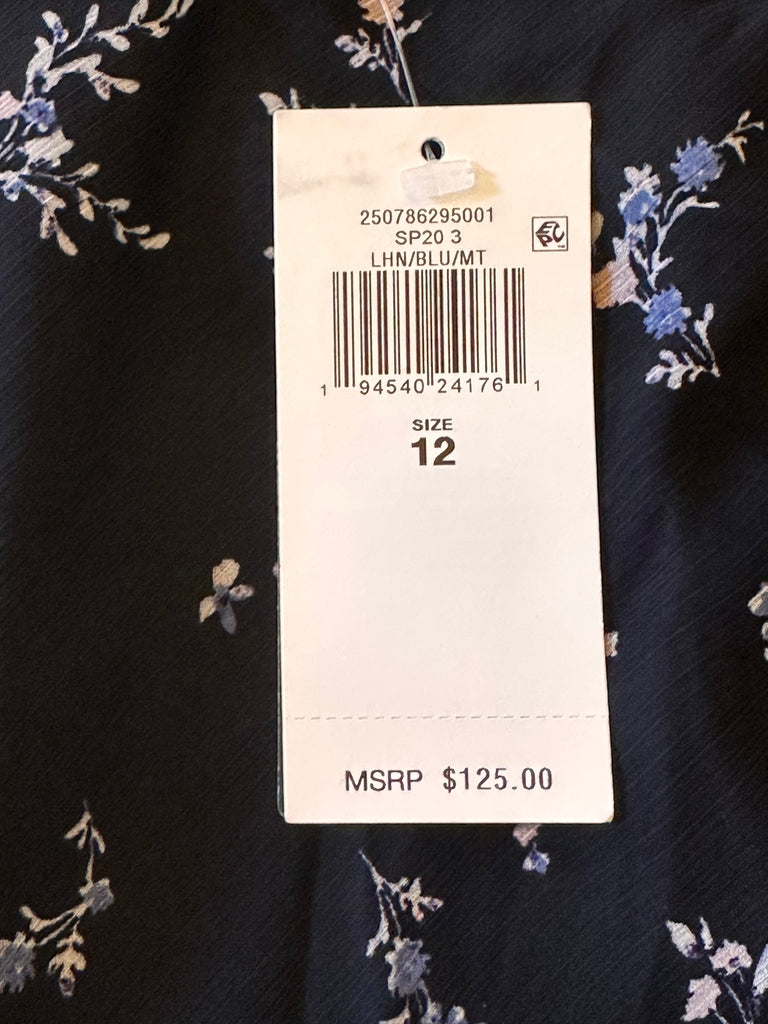 250786295001
SP20 3
LHN/BLU/MT
1 94540 24176 1
SIZE
12
MSRP $125.00